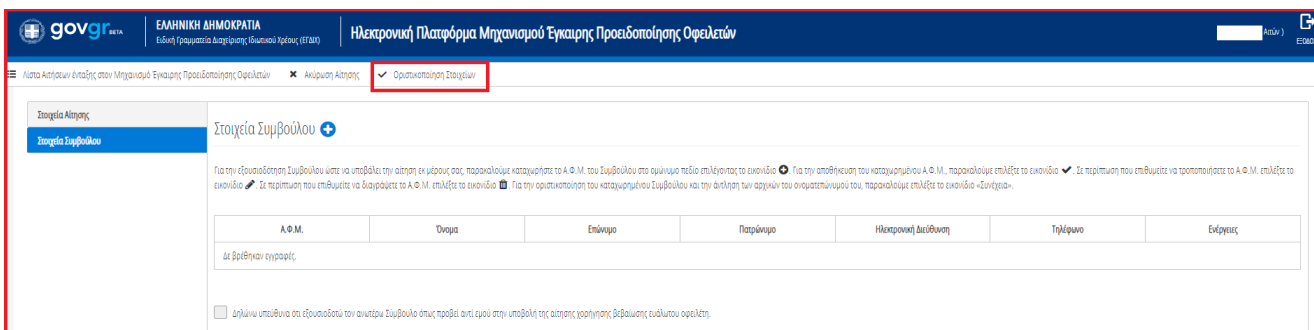 govgr BETA
ΕΛΛΗΝΙΚΗ ΔΗΜΟΚΡΑΤΙΑ
Ειδική Γραμματεία Διαχείρισης Ιδιωτικού Χρέους (ΕΓΔΙΧ)
Ηλεκτρονική Πλατφόρμα Μηχανισμού Έγκαιρης Προειδοποίησης Οφειλετών
Αιτών )
Λίστα Αιτήσεων ένταξης στον Μηχανισμό Έγκαιρης Προειδοποίησης Οφειλετών
Ακύρωση Αίτησης
Οριστικοποίηση Στοιχείων
Στοιχεία Αίτησης
Στοιχεία Συμβούλου
Στοιχεία Συμβούλου
Για την εξουσιοδότηση Συμβούλου ώστε να υποβάλει την αίτηση εκ μέρους σας, παρακαλούμε καταχωρήστε το Α.Φ.Μ. του Συμβούλου στο ομώνυμο πεδίο επιλέγοντας το εικονίδιο . Για την αποθήκευση του καταχωρημένου Α.Φ.Μ., παρακαλούμε επιλέξτε το εικονίδιο . Σε περίπτωση που επιθυμείτε να τροποποιήσετε το Α.Φ.Μ. επιλέξτε το
εικονίδιο . Σε περίπτωση που επιθυμείτε να διαγράψετε το Α.Φ.Μ. επιλέξτε το εικονίδιο . Για την οριστικοποίηση του καταχωρημένου Συμβούλου και την άντληση των αρχικών του ονοματεπώνυμού του, παρακαλούμε επιλέξτε το εικονίδιο «Συνέχεια».
Α.Φ.Μ. Όνομα Επώνυμο Πατρώνυμο Ηλεκτρονική Διεύθυνση Τηλέφωνο Ενέργειες
Δε βρέθηκαν εγγραφές.
Δηλώνω υπεύθυνα ότι εξουσιοδοτώ τον ανωτέρω Σύμβουλο όπως προβεί αντί εμού στην υποβολή της αίτησης χορήγησης βεβαίωσης ευάλωτου οφειλέτη.